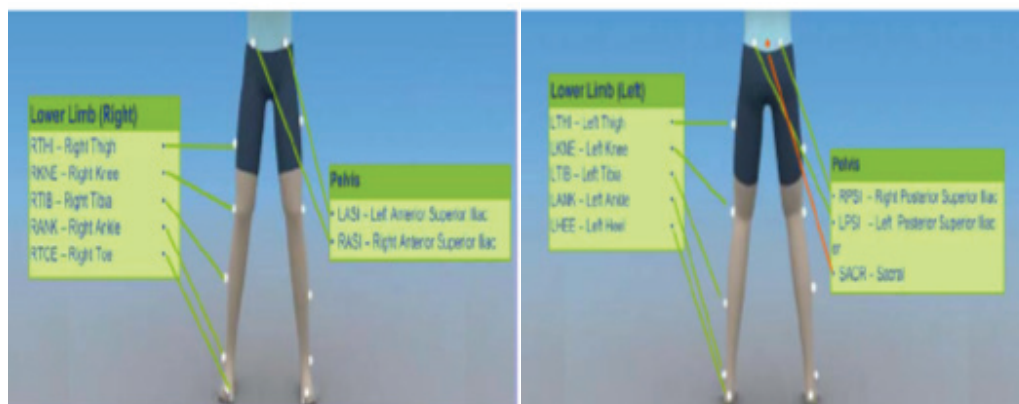 Lower Limb (Right)
RTHI – Right Thigh
RKNE – Right Knee
RTIB – Right Tibia
RANK – Right Ankle
RTOE – Right Toe
Pelvis
• LASI – Left Anterior Superior Iliac
• RASI – Right Anterior Superior Iliac
Lower Limb (Left)
LTHI – Left Thigh
LKNE – Left Knee
LTIB – Left Tibia
LANK – Left Ankle
LHEE – Left Heel
Pelvis
• RPSI – Right Posterior Superior Iliac
• LPSI – Left Posterior Superior Iliac
or
• SACR – Sacral